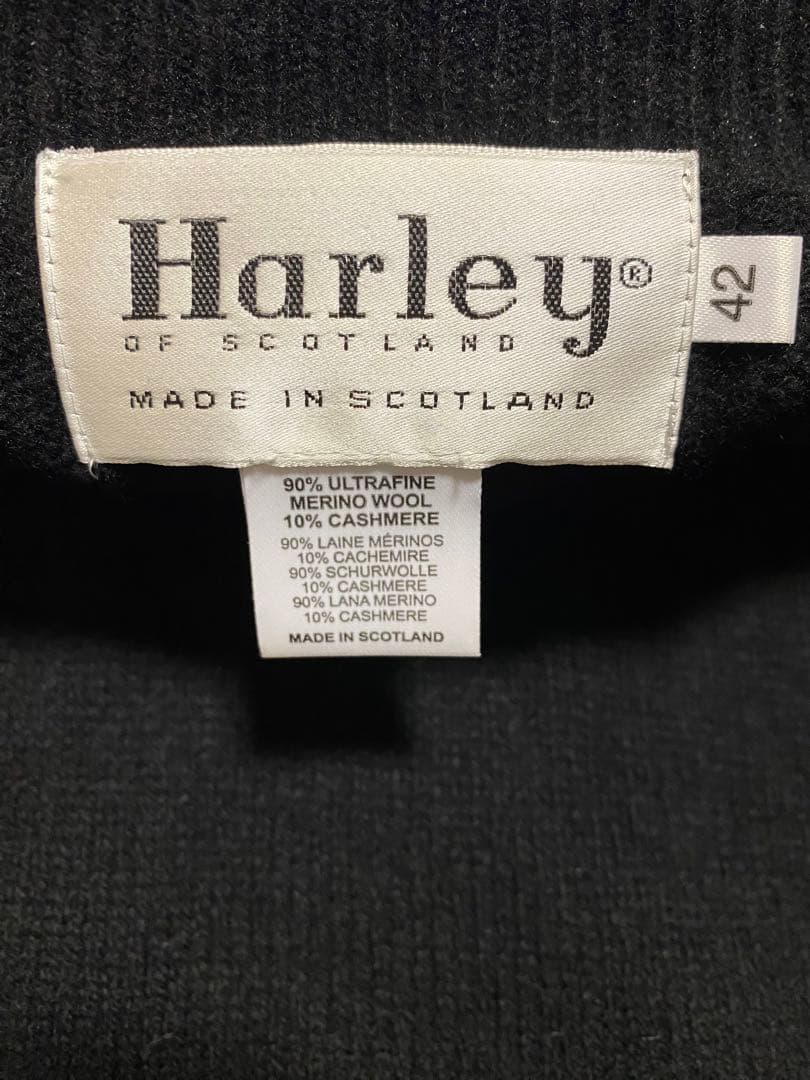 Harley®
OF SCOTLAND
MADE IN SCOTLAND
42
90% ULTRAFINE
MERINO WOOL
10% CASHMERE
90% LAINE MÉRINOS
10% CACHEMIRE
90% SCHURWOLLE
10% CASHMERE
90% LANA MERINO
10% CASHMERE
MADE IN SCOTLAND